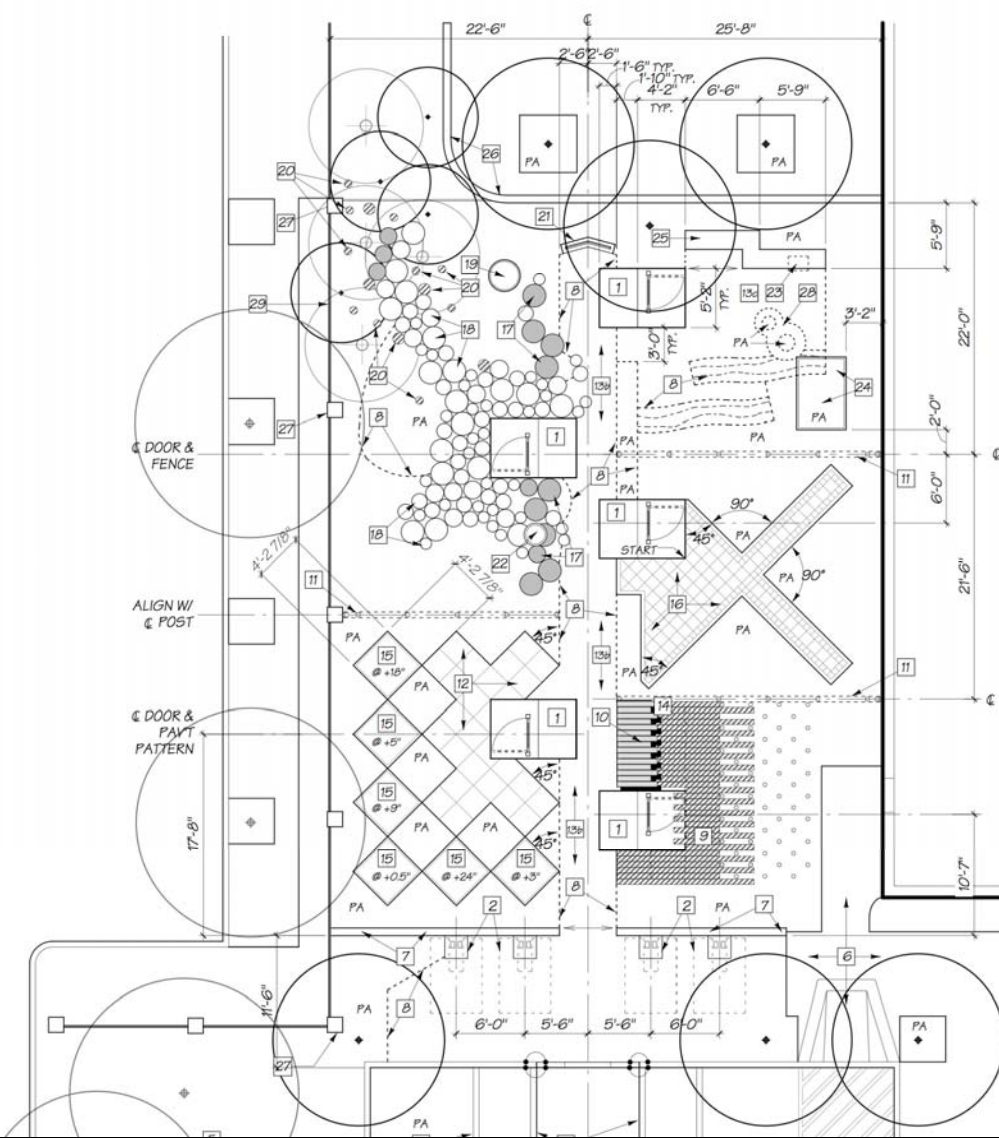 ℄
22'-6"
25'-8"
2'-6"
2'-6"
1'-6" TYP.
1'-10" TYP.
4'-2"
TYP.
6'-6"
5'-9"
PA
PA
26
20
27
21
25
PA
5'-9"
19
20
8
1
5'-2"
TYP.
13c
23
28
29
18
17
PA
3'-2"
22'-0"
3'-0"
TYP.
20
13b
8
24
8
PA
PA
2'-0"
27
1
PA
PA
℄ DOOR &
FENCE
℄
8
11
PA
6'-0"
18
1
90°
45°
START
PA
22
17
4'-2 7/8"
4'-2 7/8"
PA
90°
11
16
21'-6"
ALIGN W/
℄ POST
8
PA
45°
PA
15
@ +18"
12
13b
PA
45°
PA
11
℄
℄ DOOR &
PAV'T
PATTERN
15
@ +5"
1
10
14
PA
45°
15
@ +9"
PA
PA
13b
1
9
17'-8"
45°
15
@ +0.5"
15
@ +24"
15
@ +3"
10'-7"
8
PA
2
2
PA
7
7
6
8
11'-6"
PA
6'-0"
5'-6"
5'-6"
6'-0"
PA
27
PA